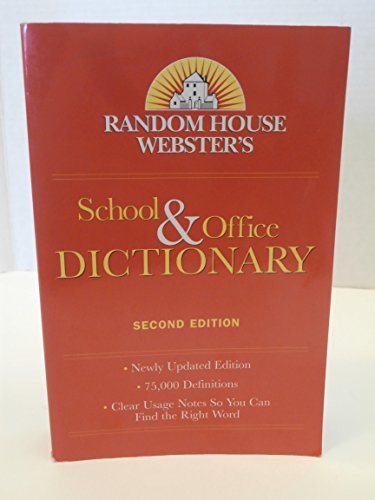 RANDOM HOUSE
WEBSTER'S
School & Office
DICTIONARY
SECOND EDITION
• Newly Updated Edition
• 75,000 Definitions
• Clear Usage Notes So You Can
Find the Right Word